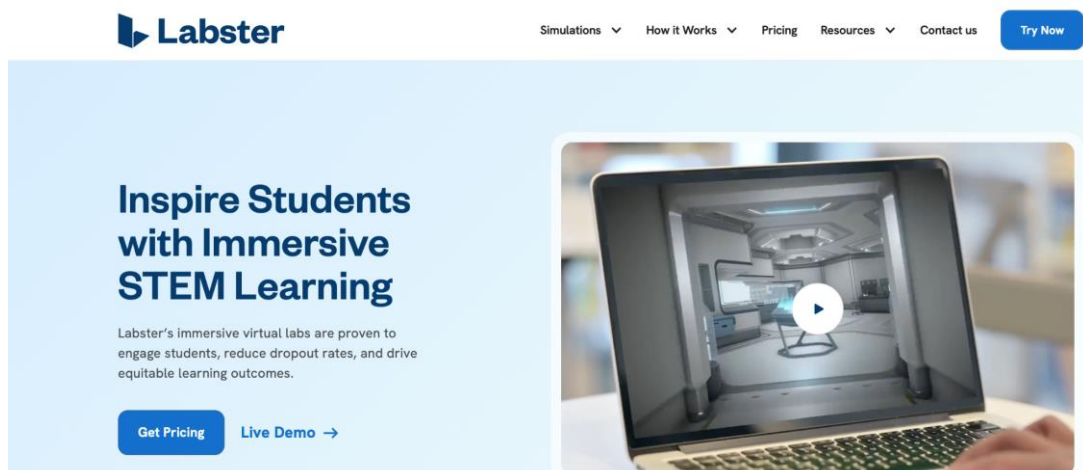 Labster
Simulations
How it Works
Pricing
Resources
Contact us
Try Now
Inspire Students
with Immersive
STEM Learning
Labster’s immersive virtual labs are proven to
engage students, reduce dropout rates, and drive
equitable learning outcomes.
Get Pricing
Live Demo →